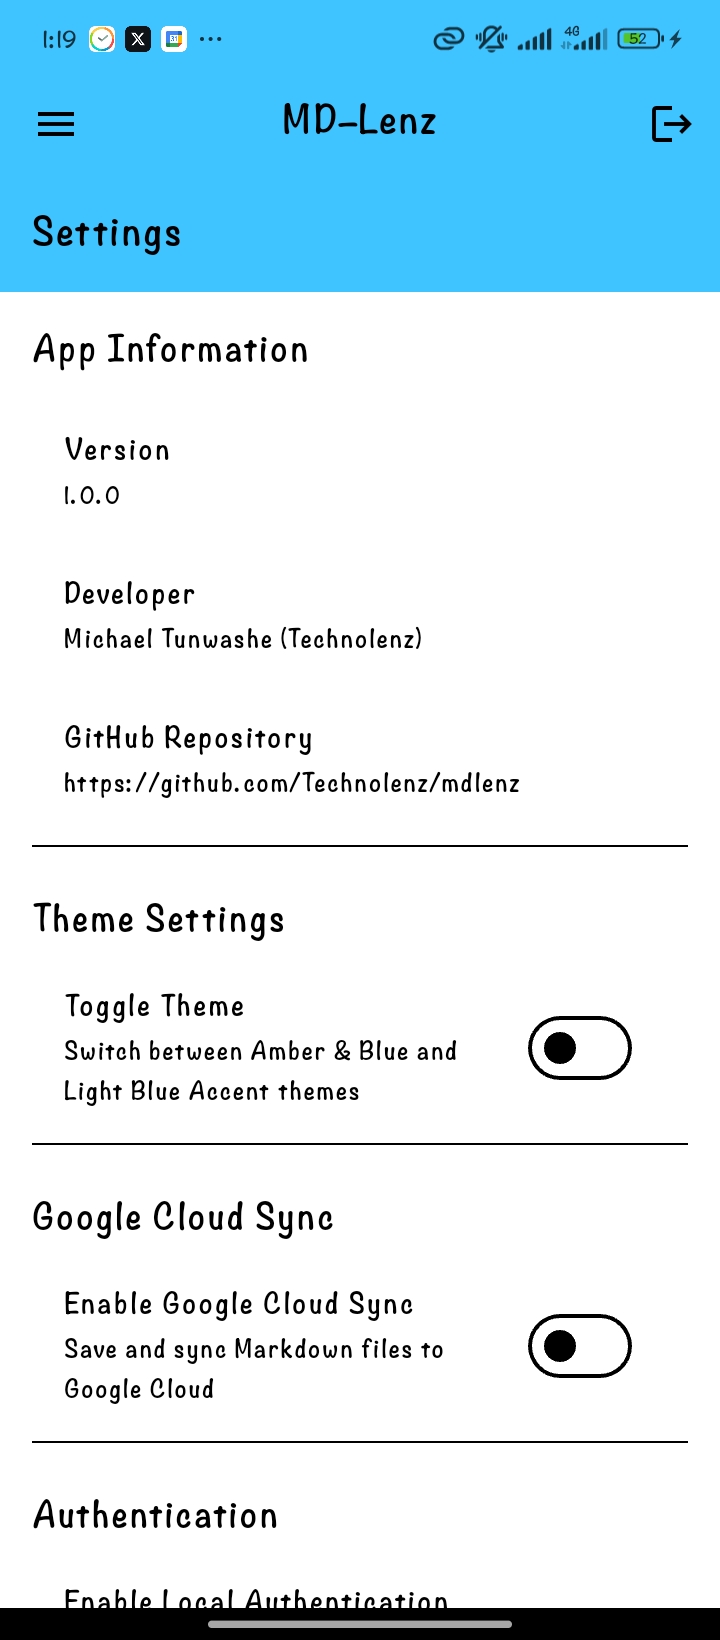 1:19
4G
52
31
MD-Lenz
Settings
App Information
Version
1.0.0
Developer
Michael Tunwashe (Technolenz)
GitHub Repository
https://github.com/Technolenz/mdlenz
Theme Settings
Toggle Theme
Switch between Amber & Blue and
Light Blue Accent themes
Google Cloud Sync
Enable Google Cloud Sync
Save and sync Markdown files to
Google Cloud
Authentication
Enable Local Authentication